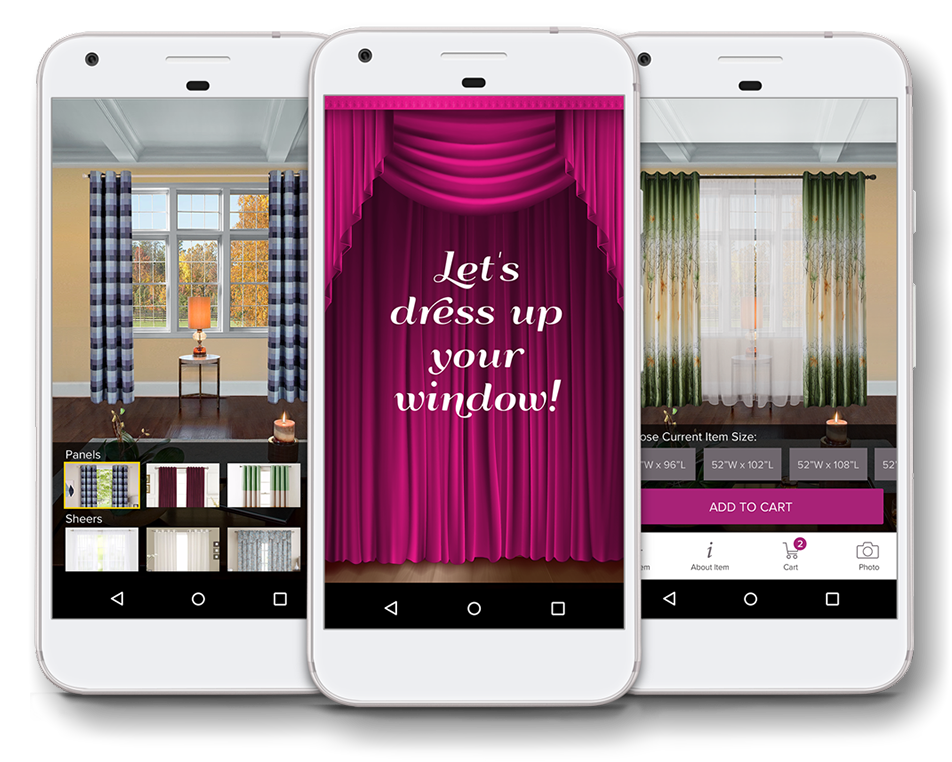 Let's
dress up
your
window!
Panels
Sheers
ose Current Item Size:
"W x 96"L
52"W x 102"L
52"W x 108"L
52"
ADD TO CART
em
About Item
Cart
2
Photo